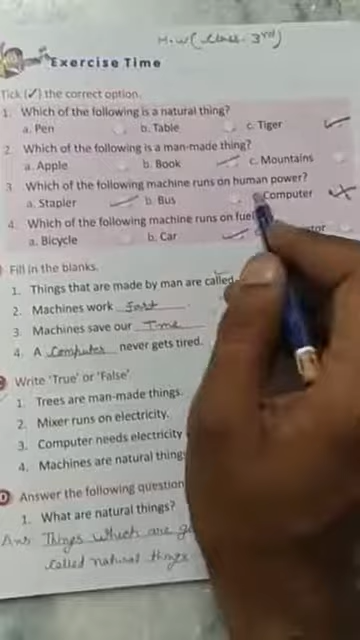 H.W (Class - 3rd)
Exercise Time
Tick (✓) the correct option.
1. Which of the following is a natural thing?
a. Pen b. Table c. Tiger
2. Which of the following is a man-made thing?
a. Apple b. Book c. Mountains
3. Which of the following machine runs on human power?
a. Stapler b. Bus Computer
4. Which of the following machine runs on fuel
a. Bicycle b. Car
Fill in the blanks.
1. Things that are made by man are called
2. Machines work Fast
3. Machines save our Time
4. A Computer never gets tired.
Write 'True' or 'False'
1. Trees are man-made things.
2. Mixer runs on electricity.
3. Computer needs electricity
4. Machines are natural thing
D Answer the following question
1. What are natural things?
Ans Things which are
called natural things